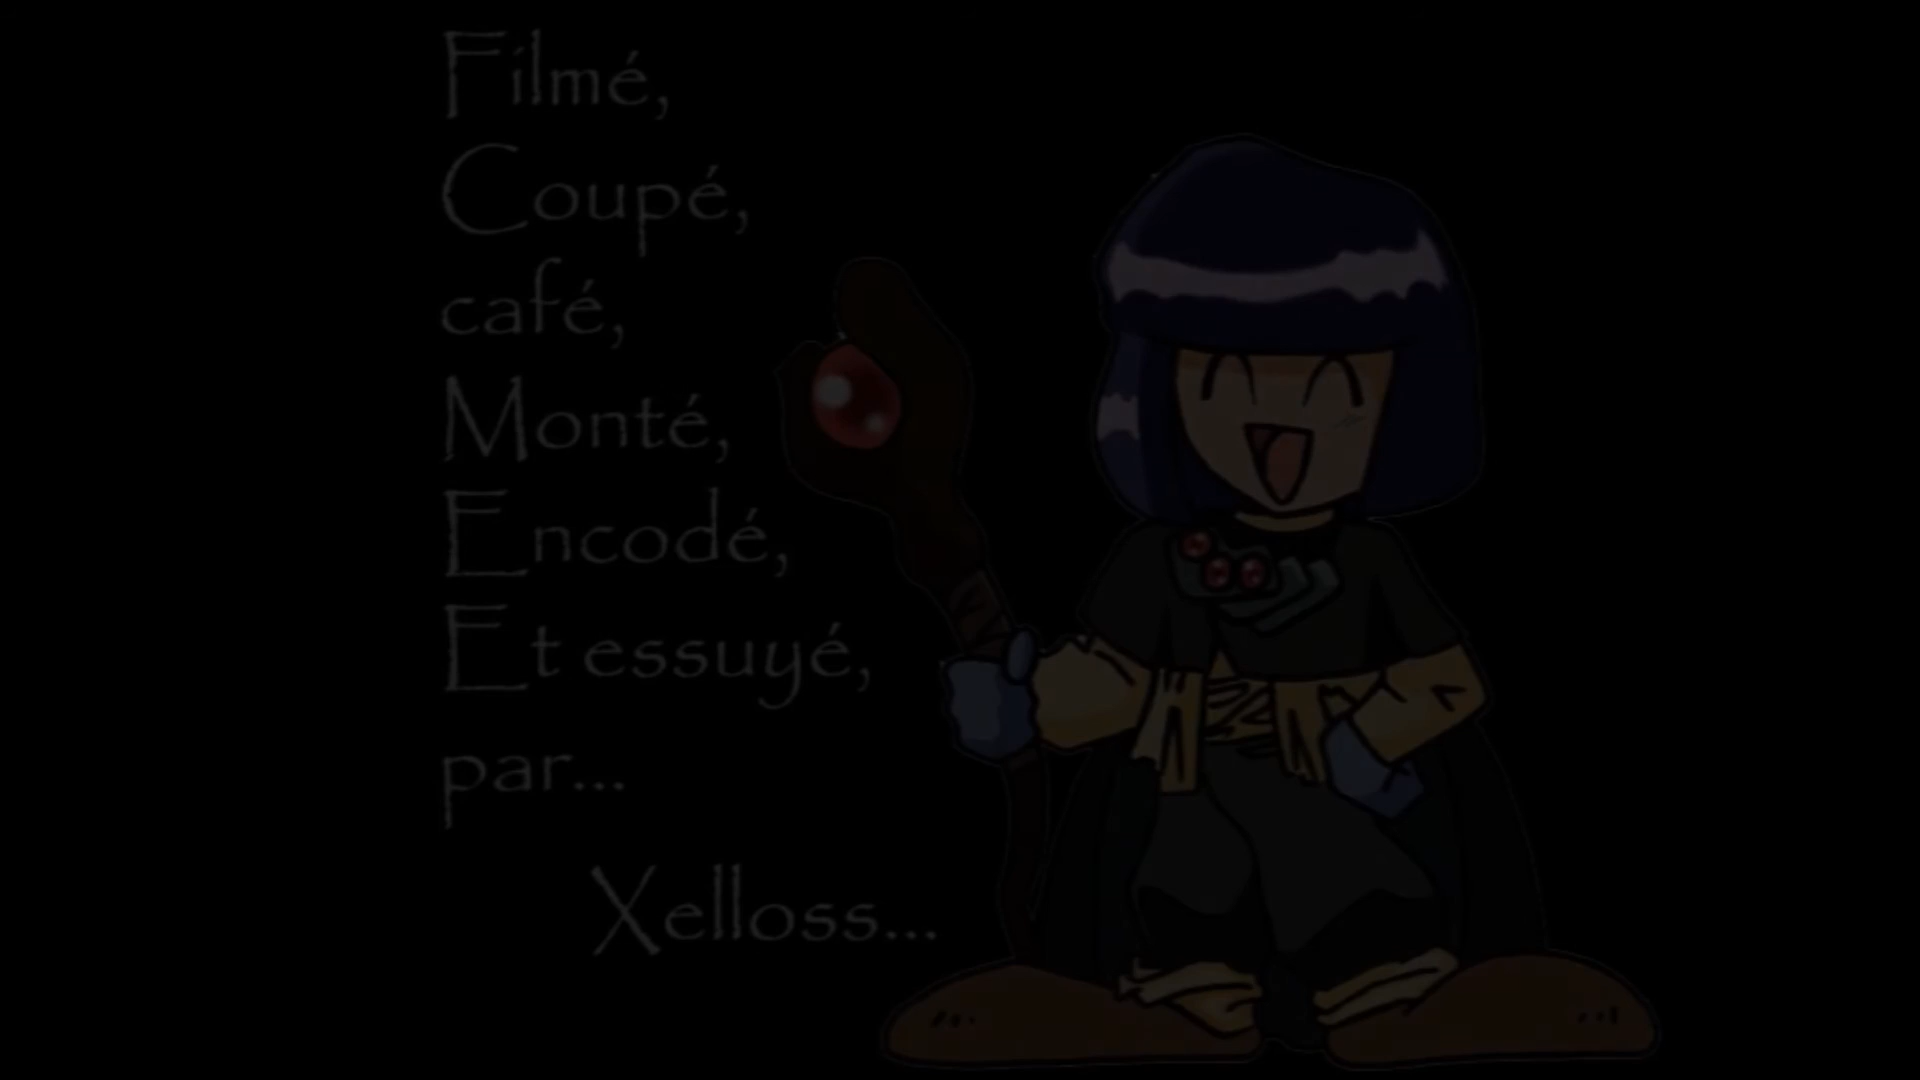 Filmé,
Coupé,
café,
Monté,
Encodé,
Et essuyé,
par...
Xelloss...